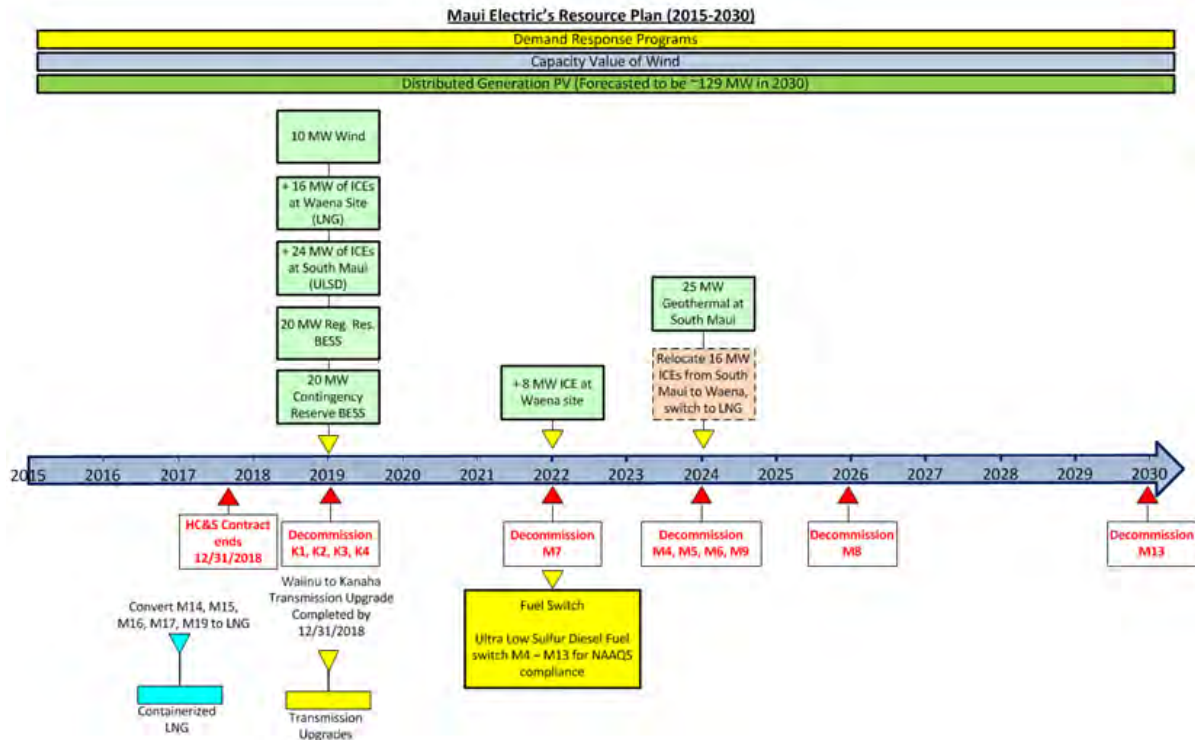 Maui Electric's Resource Plan (2015-2030)
Demand Response Programs
Capacity Value of Wind
Distributed Generation PV (Forecasted to be ~129 MW in 2030)
10 MW Wind
+ 16 MW of ICEs
at Waena Site
(LNG)
+ 24 MW of ICEs
at South Maui
(ULSD)
20 MW Reg. Res.
BESS
20 MW
Contingency
Reserve BESS
+8 MW ICE at
Waena site
25 MW
Geothermal at
South Maui
Relocate 16 MW
ICEs from South
Maui to Waena,
switch to LNG
2015 2016 2017 2018 2019 2020 2021 2022 2023 2024 2025 2026 2027 2028 2029 2030
HC&S Contract
ends
12/31/2018
Decommission
K1, K2, K3, K4
Decommission
M7
Decommission
M4, M5, M6, M9
Decommission
M8
Decommission
M13
Convert M14, M15,
M16, M17, M19 to LNG
Containerized
LNG
Waiinu to Kanaha
Transmission Upgrade
Completed by
12/31/2018
Transmission
Upgrades
Fuel Switch
Ultra Low Sulfur Diesel Fuel
switch M4 – M13 for NAAQS
compliance